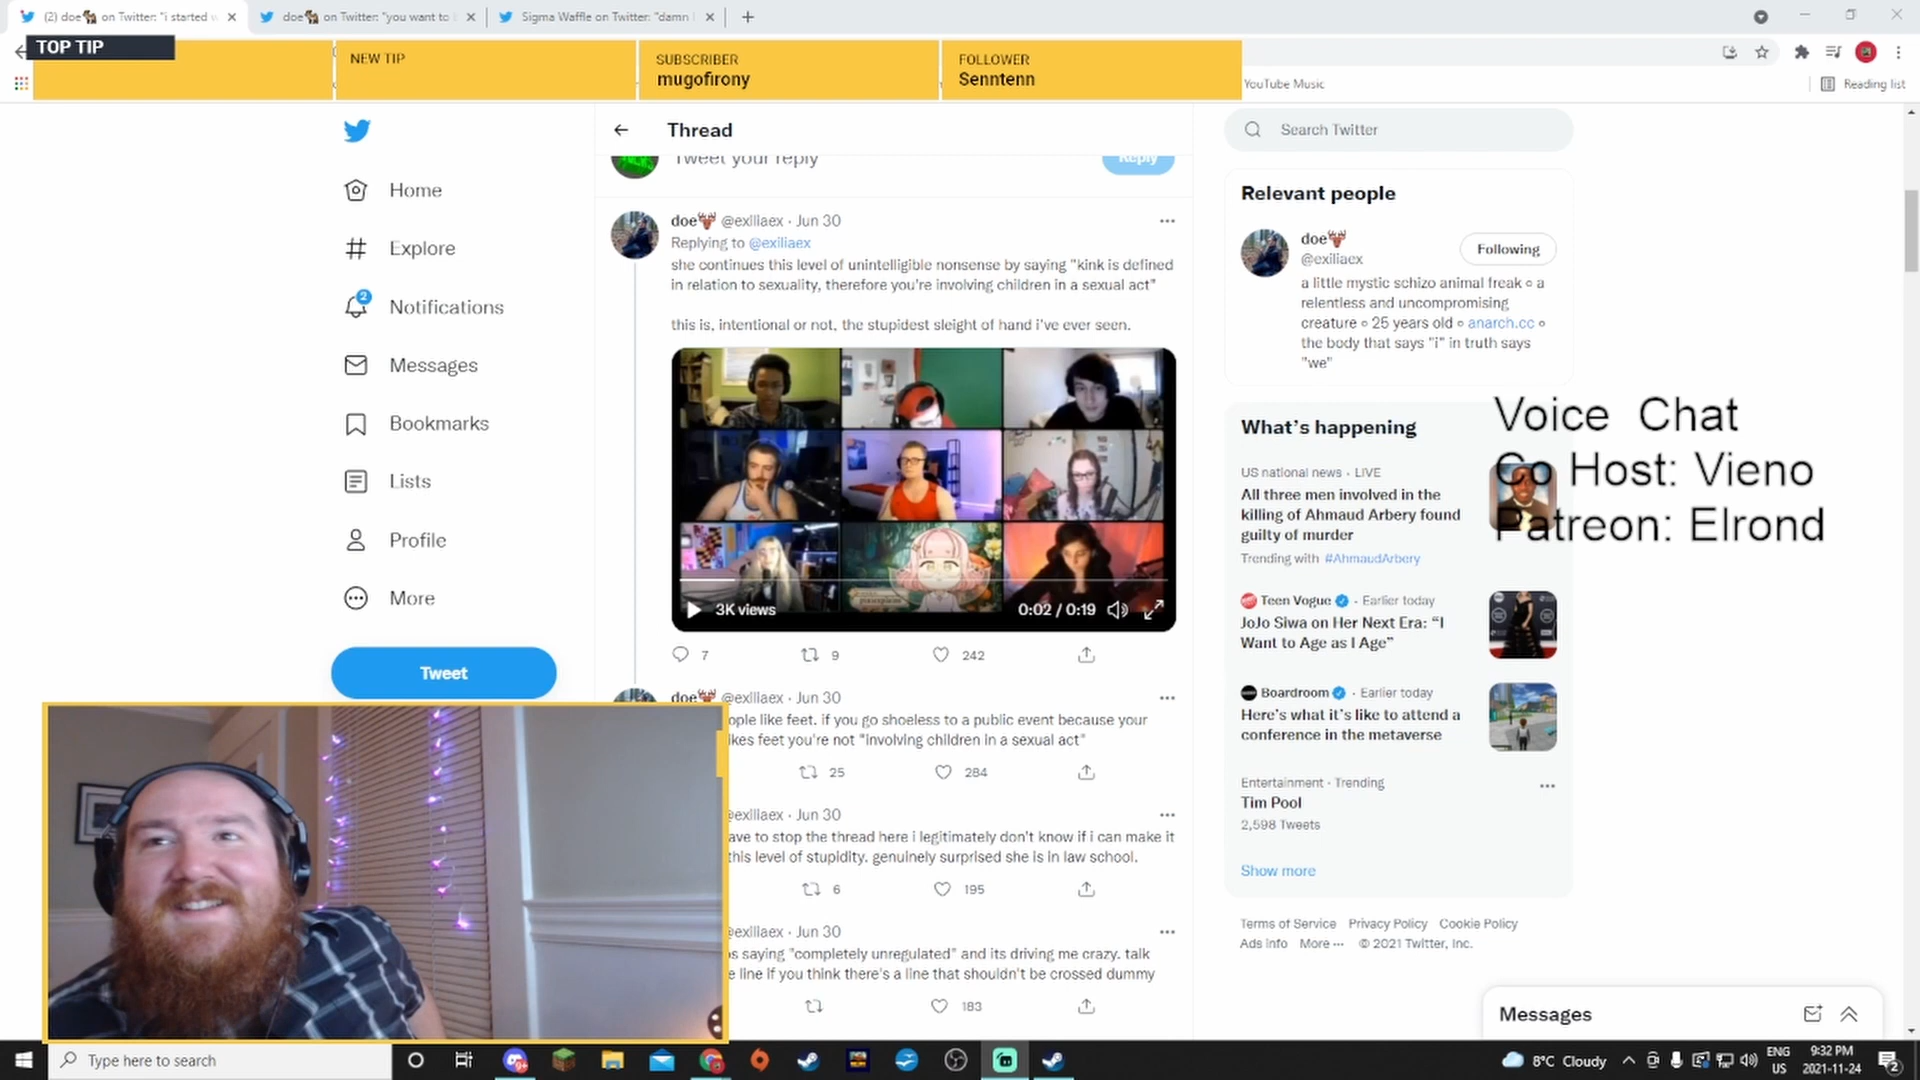 (2) doe on Twitter: "i started w
doe on Twitter: "you want to
Sigma Waffle on Twitter: "damn
TOP TIP
NEW TIP
SUBSCRIBER
mugofirony
FOLLOWER
Senntenn
YouTube Music
Reading list
Home
Explore
2
Notifications
Messages
Bookmarks
Lists
Profile
More
Tweet
Thread
Tweet your reply
Reply
doe @exiliaex · Jun 30
Replying to @exiliaex
she continues this level of unintelligible nonsense by saying "kink is defined
in relation to sexuality, therefore you're involving children in a sexual act"
this is, intentional or not, the stupidest sleight of hand i've ever seen.
3K views
0:02 / 0:19
7
9
242
doe @exiliaex · Jun 30
ople like feet. if you go shoeless to a public event because your
ikes feet you're not "involving children in a sexual act"
25
284
@exiliaex · Jun 30
ave to stop the thread here i legitimately don't know if i can make it
this level of stupidity. genuinely surprised she is in law school.
6
195
@exiliaex · Jun 30
os saying "completely unregulated" and its driving me crazy. talk
e line if you think there's a line that shouldn't be crossed dummy
183
Search Twitter
Relevant people
doe
@exiliaex
Following
a little mystic schizo animal freak ० a
relentless and uncompromising
creature ० 25 years old ० anarch.cc ०
the body that says "i" in truth says
"we"
What's happening
US national news · LIVE
All three men involved in the
killing of Ahmaud Arbery found
guilty of murder
Trending with #AhmaudArbery
Teen Vogue · Earlier today
JoJo Siwa on Her Next Era: "I
Want to Age as I Age"
Boardroom · Earlier today
Here's what it's like to attend a
conference in the metaverse
Entertainment · Trending
Tim Pool
2,598 Tweets
Show more
Voice Chat
Co Host: Vieno
Patreon: Elrond
Terms of Service Privacy Policy Cookie Policy
Ads info More ··· © 2021 Twitter, Inc.
Messages
Type here to search
8°C Cloudy
ENG
US
9:32 PM
2021-11-24
2